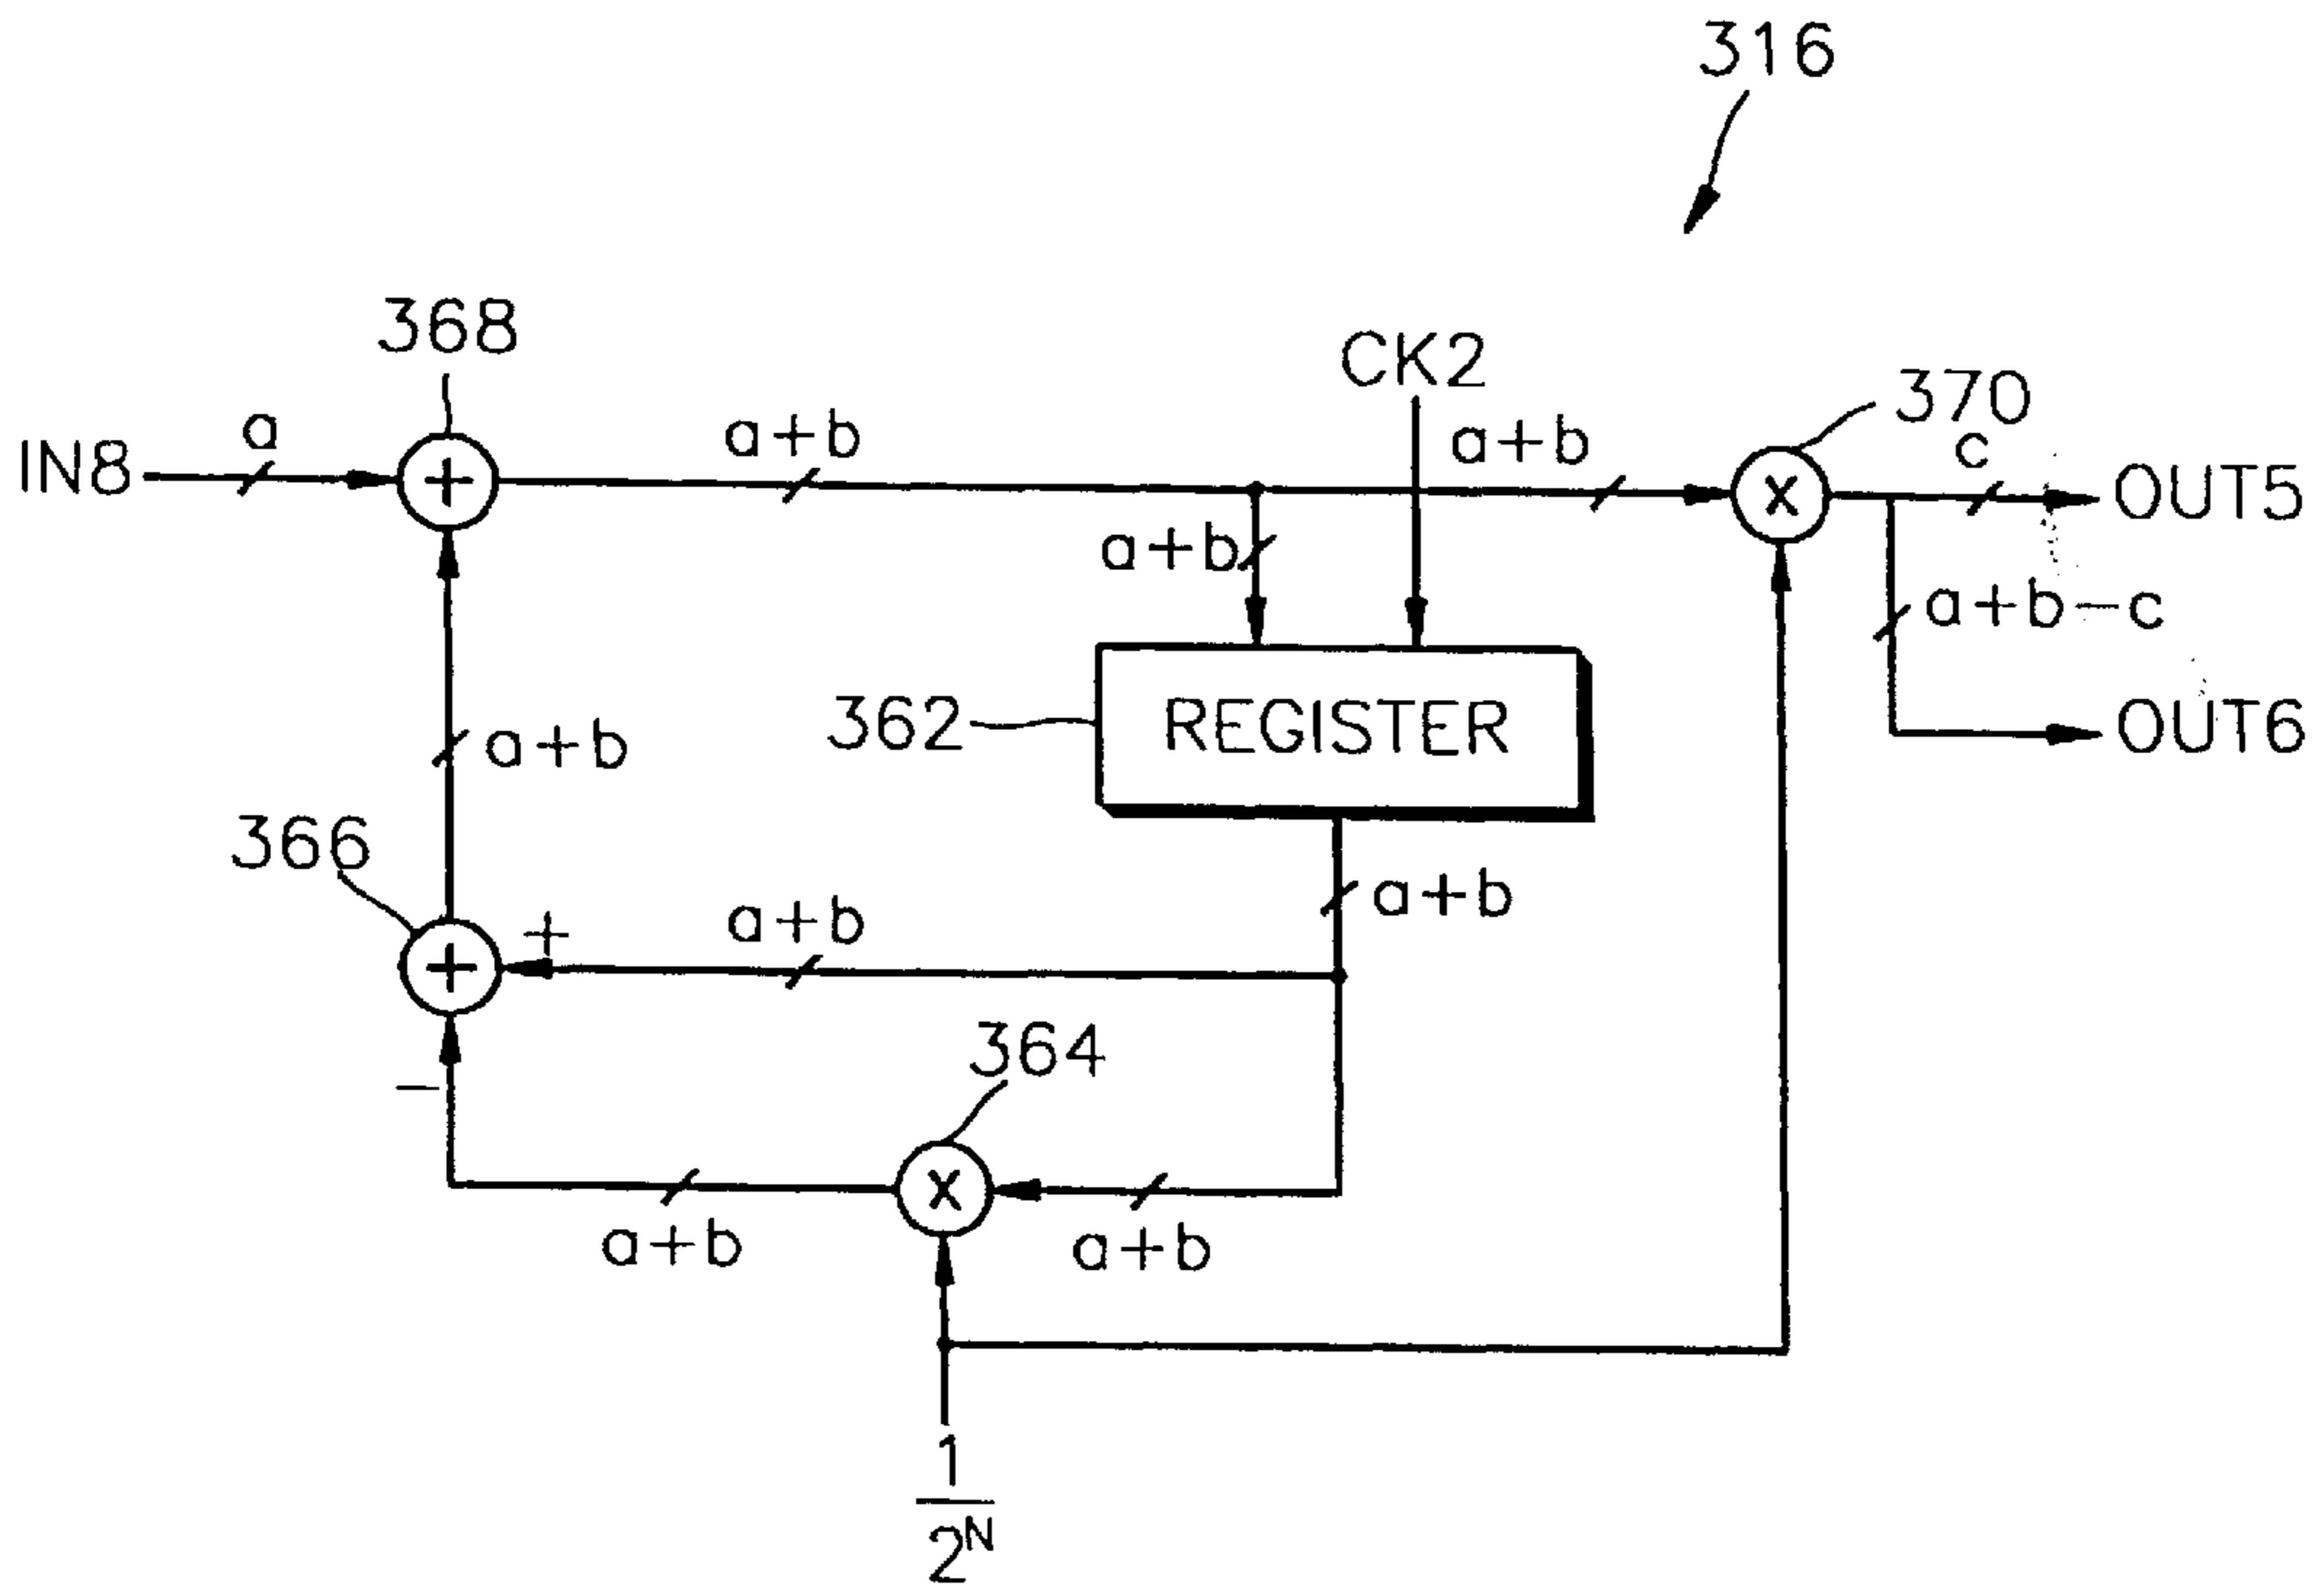 316
368
CK2
370
IN8
a
a+b
a+b
c
OUT5
a+b
a+b-c
362
REGISTER
OUT6
a+b
366
+
a+b
a+b
364
-
a+b
a+b
1
2^N